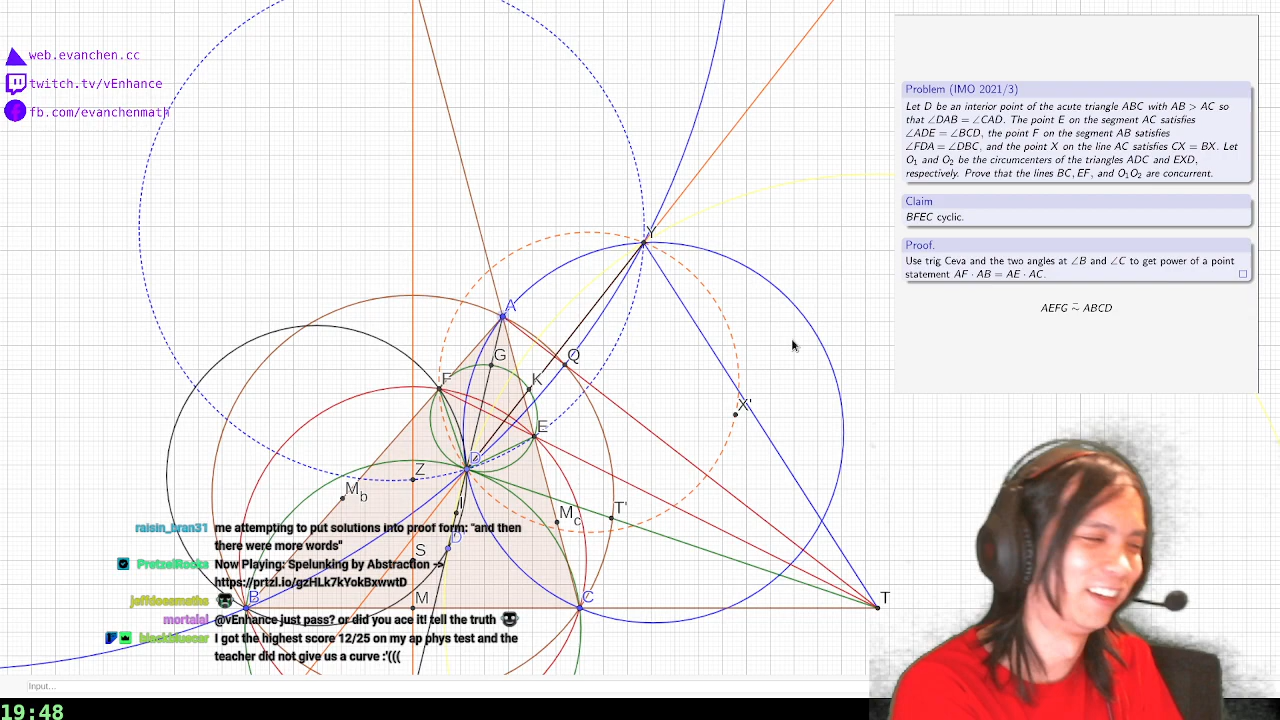 web.evanchen.cc
twitch.tv/vEnhance
fb.com/evanchenmath
Problem (IMO 2021/3)
Let D be an interior point of the acute triangle ABC with AB > AC so
that ∠DAB = ∠CAD. The point E on the segment AC satisfies
∠ADE = ∠BCD, the point F on the segment AB satisfies
∠FDA = ∠DBC, and the point X on the line AC satisfies CX = BX. Let
O₁ and O₂ be the circumcenters of the triangles ADC and EXD,
respectively. Prove that the lines BC, EF, and O₁O₂ are concurrent.
Claim
BFEC cyclic.
Proof.
Use trig Ceva and the two angles at ∠B and ∠C to get power of a point
statement AF · AB = AE · AC.
AEFG ~ ABCD
Y
A
G
Q
F
K
X'
E
D
Z
M_b
M_c
T'
S
D'
B
M
C
T
raisin_bran31 me attempting to put solutions into proof form: "and then
there were more words"
PretzelRocks Now Playing: Spelunking by Abstraction ->
https://prtzl.io/gzHLk7kYokBxwwtD
jeffdoesmaths
mortalal @vEnhance just pass? or did you ace it! tell the truth
I got the highest score 12/25 on my ap phys test and the
teacher did not give us a curve :'(((
Input...
19:48